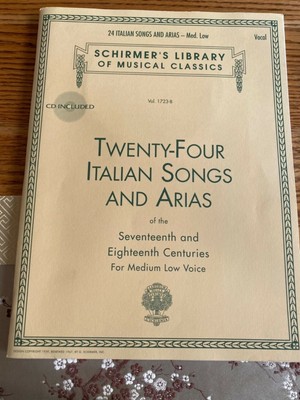 24 ITALIAN SONGS AND ARIAS – Med. Low
Vocal
SCHIRMER'S LIBRARY
OF MUSICAL CLASSICS
CD INCLUDED
Vol. 1723-B
TWENTY-FOUR
ITALIAN SONGS
AND ARIAS
of the
Seventeenth and
Eighteenth Centuries
For Medium Low Voice